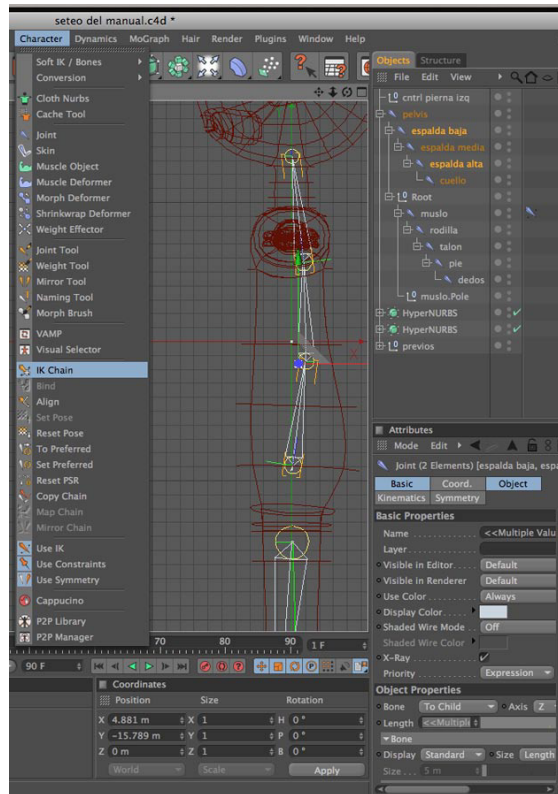 seteo del manual.c4d *
Character Dynamics MoGraph Hair Render Plugins Window Help
Soft IK / Bones
Conversion
Cloth Nurbs
Cache Tool
Joint
Skin
Muscle Object
Muscle Deformer
Morph Deformer
Shrinkwrap Deformer
Weight Effector
Joint Tool
Weight Tool
Mirror Tool
Naming Tool
Morph Brush
VAMP
Visual Selector
IK Chain
Bind
Align
Set Pose
Reset Pose
To Preferred
Set Preferred
Reset PSR
Copy Chain
Map Chain
Mirror Chain
Use IK
Use Constraints
Use Symmetry
Cappucino
P2P Library
P2P Manager
X
70 80 90 1 F
90 F
Coordinates
Position Size Rotation
X 4.881 m X 1 H 0 °
Y -15.789 m Y 1 P 0 °
Z 0 m Z 1 B 0 °
World Scale Apply
Objects Structure
File Edit View
cntrl pierna izq
pelvis
espalda baja
espalda media
espalda alta
cuello
Root
muslo
rodilla
talon
pie
dedos
muslo.Pole
HyperNURBS
HyperNURBS
previos
Attributes
Mode Edit
Joint (2 Elements) [espalda baja, espa
Basic Coord. Object
Kinematics Symmetry
Basic Properties
Name <<Multiple Valu
Layer
Visible in Editor Default
Visible in Renderer Default
Use Color Always
Display Color
Shaded Wire Mode Off
Shaded Wire Color
X-Ray
Priority Expression
Object Properties
Bone To Child Axis Z
Length <<Multiple
Bone
Display Standard Size Length
Size 5 m